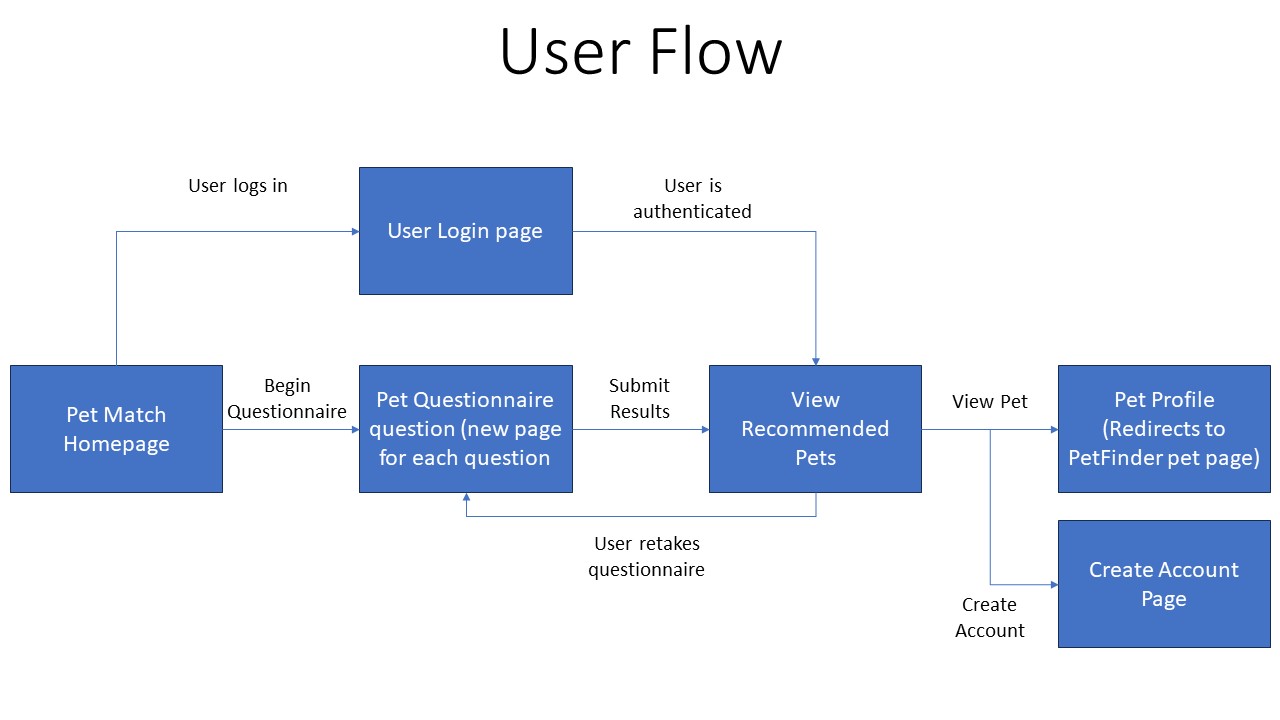 User Flow
User logs in
User is
authenticated
User Login page
Begin
Questionnaire
Submit
Results
View Pet
Pet Match
Homepage
Pet Questionnaire
question (new page
for each question
View
Recommended
Pets
Pet Profile
(Redirects to
PetFinder pet page)
User retakes
questionnaire
Create Account
Page
Create
Account